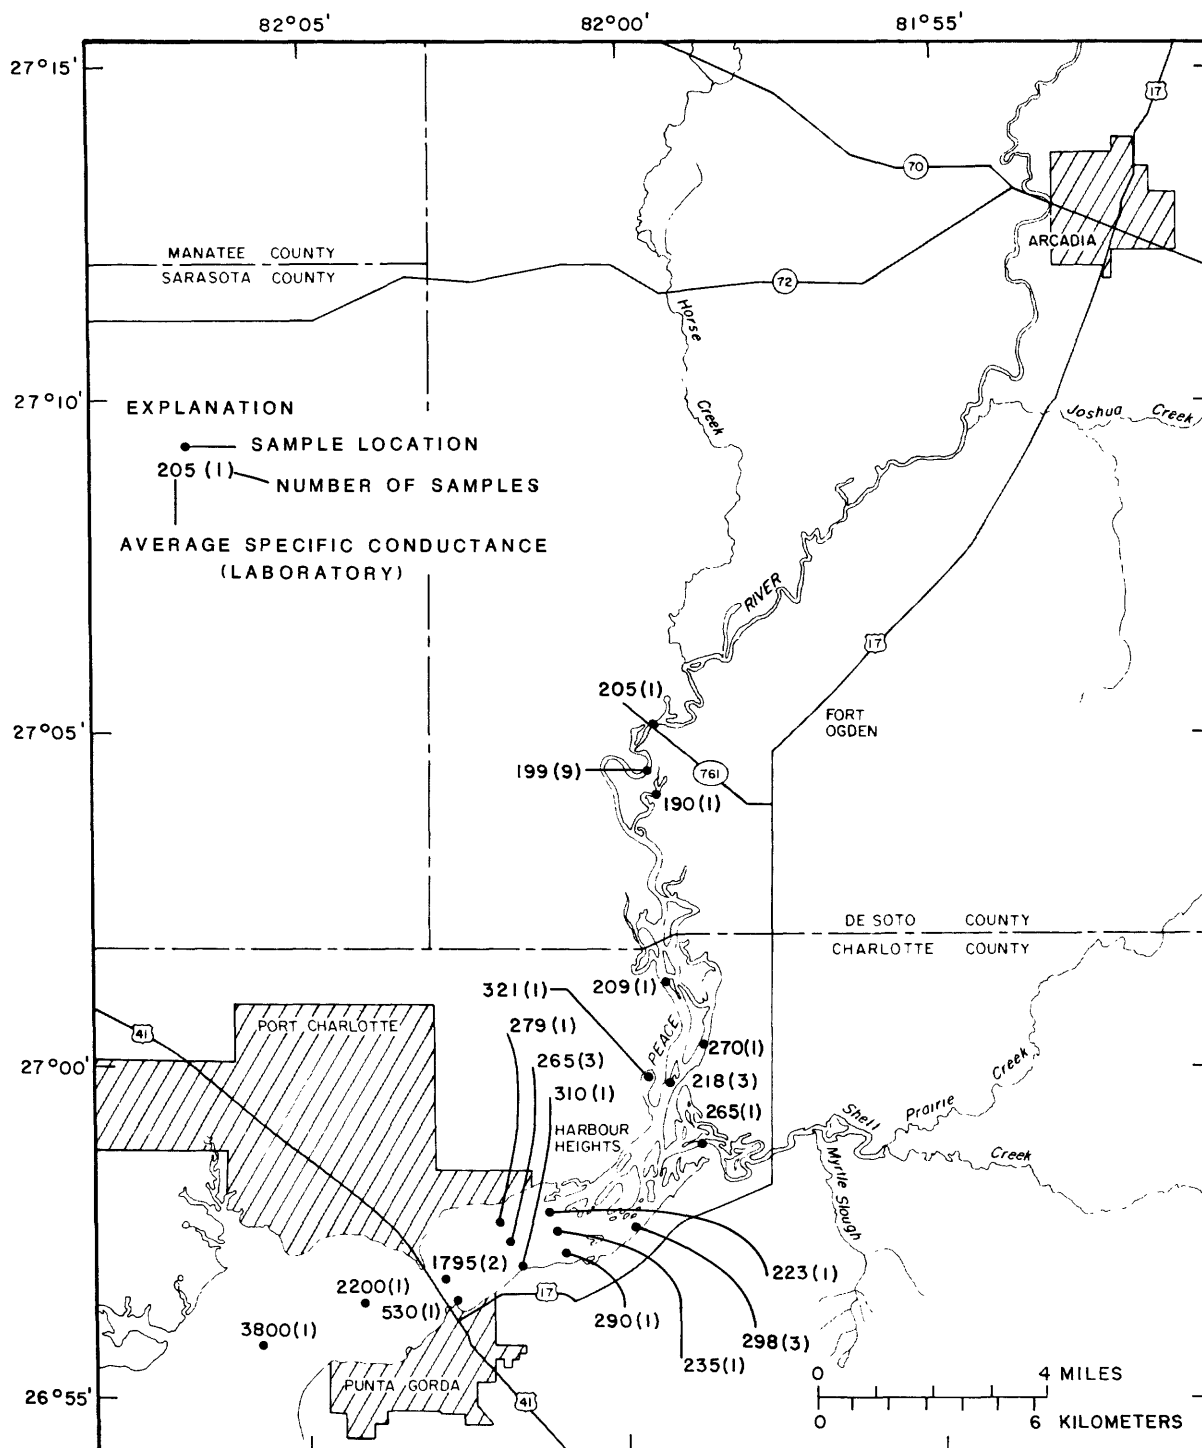 82°05' 82°00' 81°55'
27°15'
17
70
ARCADIA
MANATEE COUNTY
SARASOTA COUNTY
72
Horse
Creek
27°10'
Joshua Creek
EXPLANATION
SAMPLE LOCATION
205 (1)
NUMBER OF SAMPLES
AVERAGE SPECIFIC CONDUCTANCE
(LABORATORY)
RIVER
17
205(1)
27°05'
FORT
OGDEN
199 (9)
761
190(1)
DE SOTO COUNTY
CHARLOTTE COUNTY
321(1)
209(1)
PEACE
41
PORT CHARLOTTE
279(1)
265(3)
310(1)
270(1)
27°00'
218(3)
265(1)
HARBOUR
HEIGHTS
Shell
Prairie
Creek
Creek
Myrtle Slough
1795(2)
2200(1)
530(1)
3800(1)
17
223(1)
290(1)
298(3)
235(1)
26°55'
PUNTA GORDA
41
0 4 MILES
0 6 KILOMETERS